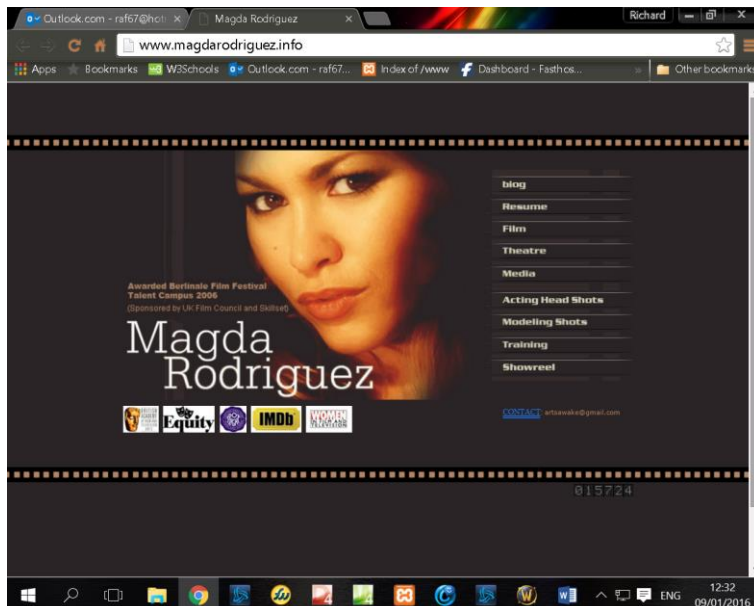 Outlook.com - raf67@hot
Magda Rodriguez
Richard
www.magdarodriguez.info
Apps
Bookmarks
W3Schools
Outlook.com - raf67...
Index of /www
Dashboard - Fasthos...
»
Other bookmarks
blog
Resume
Film
Theatre
Media
Acting Head Shots
Modeling Shots
Training
Showreel
Awarded Berlinale Film Festival
Talent Campus 2006
(Sponsored by UK Film Council and Skillset)
Magda
Rodriguez
Equity
IMDb
WOMEN
IN FILM AND
TELEVISION
CONTACT: artsawake@gmail.com
015724
ENG
12:32
09/01/2016